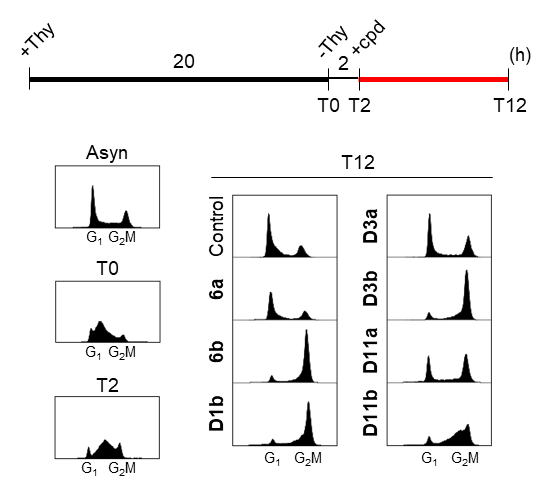 +Thy
-Thy
+cpd
(h)
20
2
T0 T2
T12
Asyn
G1 G2M
T0
G1 G2M
T2
G1 G2M
T12
Control
6a
6b
D1b
G1 G2M
D3a
D3b
D11a
D11b
G1 G2M